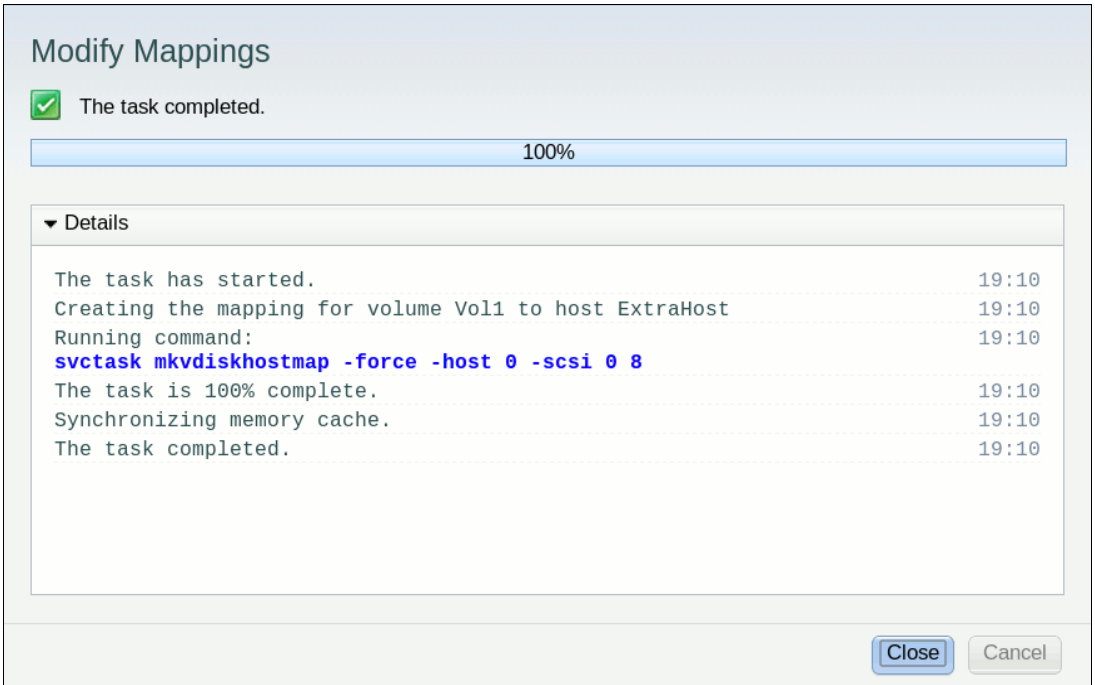 Modify Mappings
The task completed.
100%
Details
The task has started. 19:10
Creating the mapping for volume Vol1 to host ExtraHost 19:10
Running command: 19:10
svctask mkvdiskhostmap -force -host 0 -scsi 0 8
The task is 100% complete. 19:10
Synchronizing memory cache. 19:10
The task completed. 19:10
Close Cancel